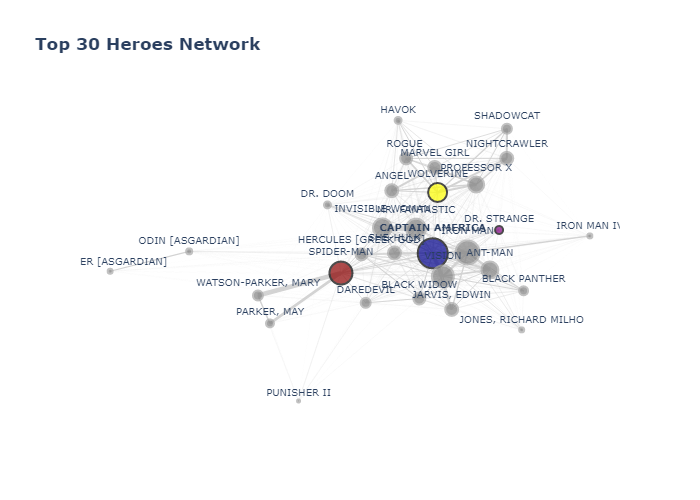 Top 30 Heroes Network
HAVOK
SHADOWCAT
ROGUE
NIGHTCRAWLER
MARVEL GIRL
PROFESSOR X
ANGEL
WOLVERINE
DR. DOOM
INVISIBLE WOMAN
MR. FANTASTIC
DR. STRANGE
CAPTAIN AMERICA
IRON MAN
IRON MAN IV
ODIN [ASGARDIAN]
HERCULES [GREEK GOD]
SHE-HULK
SPIDER-MAN
VISION
ANT-MAN
ER [ASGARDIAN]
WATSON-PARKER, MARY
BLACK WIDOW
BLACK PANTHER
DAREDEVIL
JARVIS, EDWIN
PARKER, MAY
JONES, RICHARD MILHO
PUNISHER II